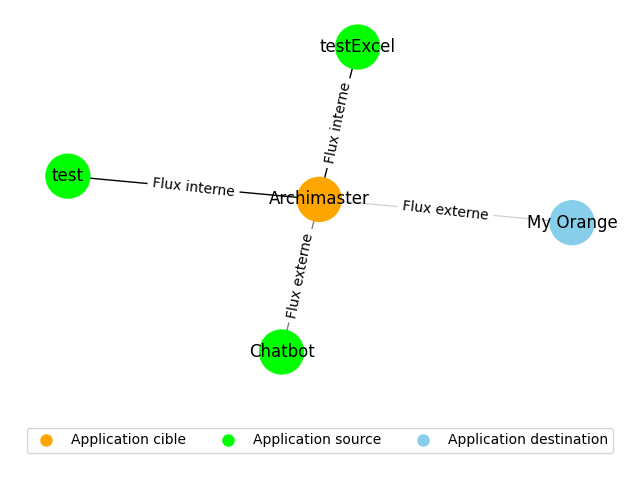 testExcel
Flux interne
test
Flux interne
Archimaster
Flux externe
My Orange
Flux externe
Chatbot
Application cible
Application source
Application destination